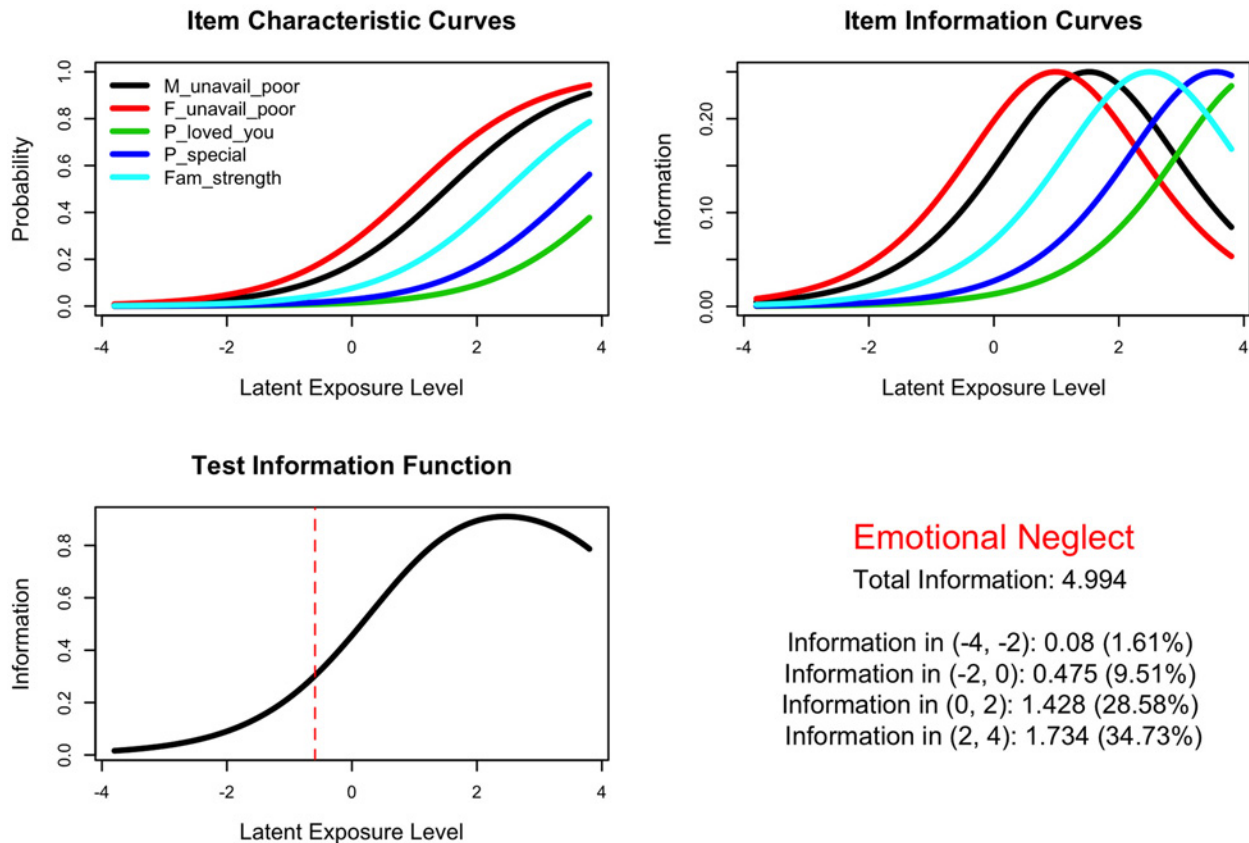 Item Characteristic Curves
Probability
1.0
0.8
0.6
0.4
0.2
0.0
M_unavail_poor
F_unavail_poor
P_loved_you
P_special
Fam_strength
-4 -2 0 2 4
Latent Exposure Level
Item Information Curves
Information
0.20
0.10
0.00
-4 -2 0 2 4
Latent Exposure Level
Test Information Function
Information
0.8
0.6
0.4
0.2
0.0
-4 -2 0 2 4
Latent Exposure Level
Emotional Neglect
Total Information: 4.994
Information in (-4, -2): 0.08 (1.61%)
Information in (-2, 0): 0.475 (9.51%)
Information in (0, 2): 1.428 (28.58%)
Information in (2, 4): 1.734 (34.73%)